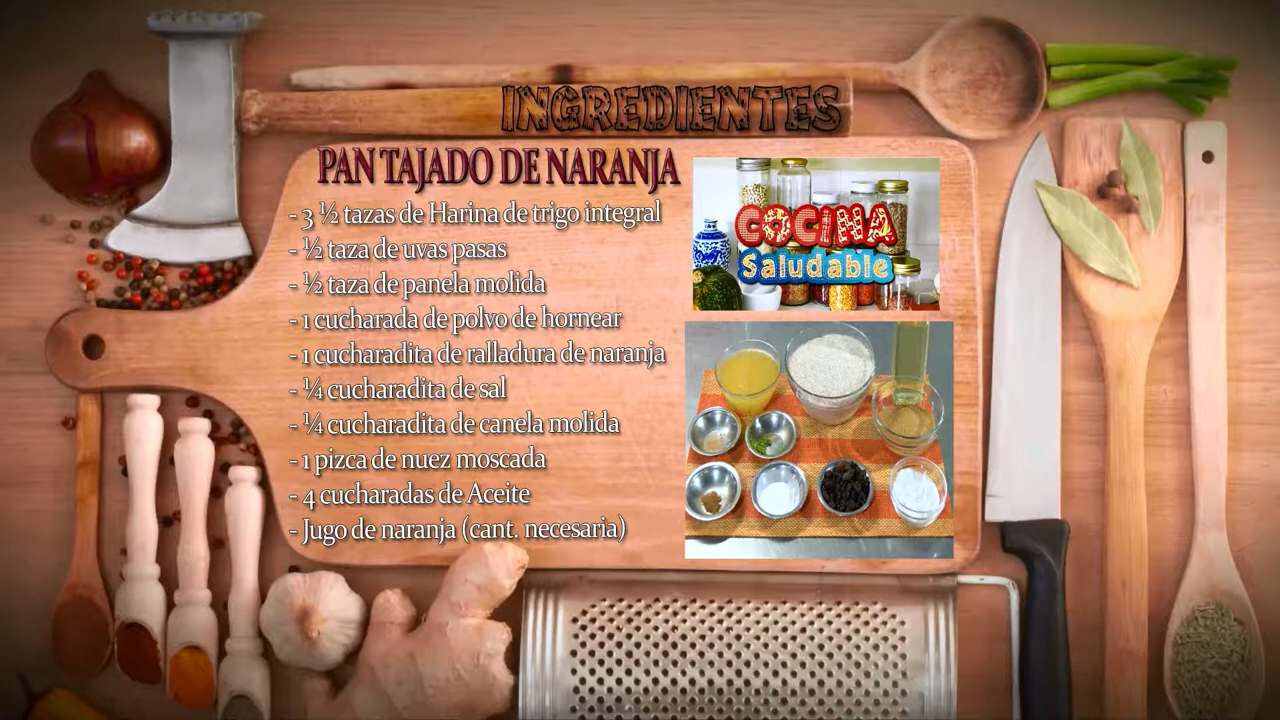 INGREDIENTES
PAN TAJADO DE NARANJA
- 3 ½ tazas de Harina de trigo integral
- ½ taza de uvas pasas
- ½ taza de panela molida
- 1 cucharada de polvo de hornear
- 1 cucharadita de ralladura de naranja
- ¼ cucharadita de sal
- ¼ cucharadita de canela molida
- 1 pizca de nuez moscada
- 4 cucharadas de Aceite
- Jugo de naranja (cant. necesaria)
COCINA
Saludable